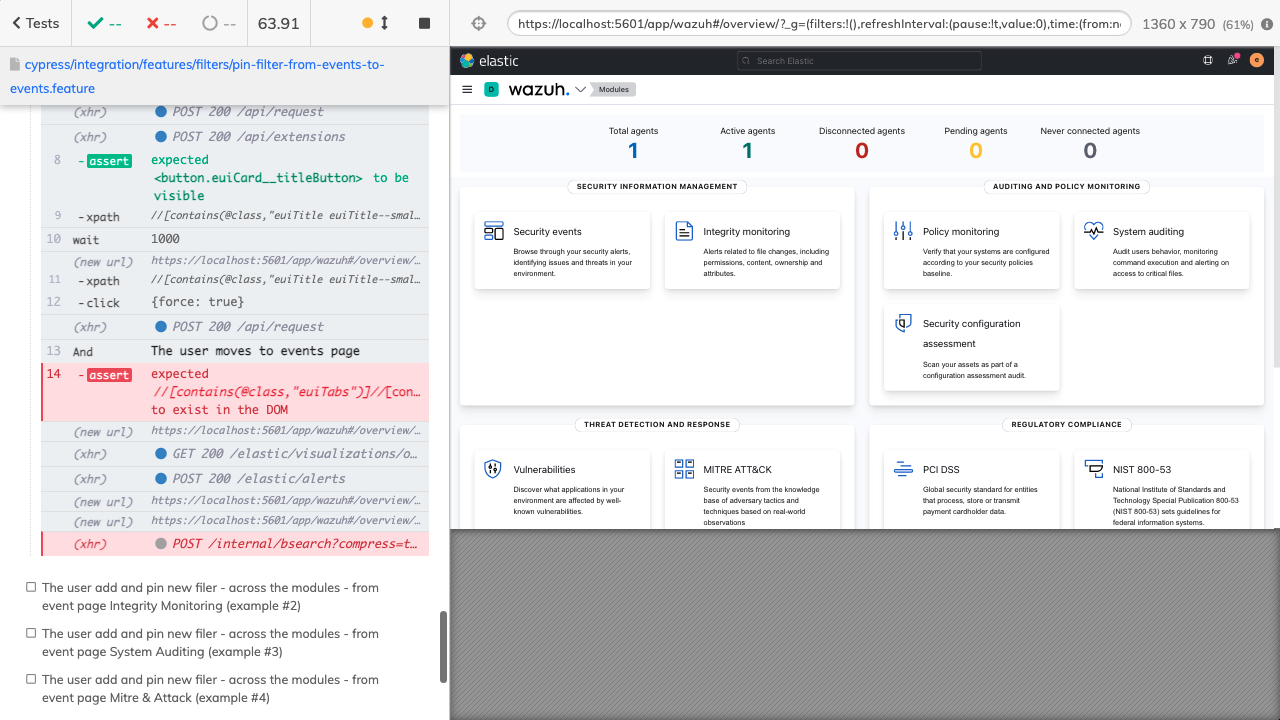 Tests
--
--
--
63.91
https://localhost:5601/app/wazuh#/overview/?_g=(filters:!(),refreshInterval:(pause:!t,value:0),time:(from:n
1360 x 790 (61%)
cypress/integration/features/filters/pin-filter-from-events-to-
events.feature
(xhr) POST 200 /api/request
(xhr) POST 200 /api/extensions
8 -assert expected
<button.euiCard__titleButton> to be
visible
9 -xpath //[contains(@class,"euiTitle euiTitle--smal…
10 wait 1000
(new url) https://localhost:5601/app/wazuh#/overview/…
11 -xpath //[contains(@class,"euiTitle euiTitle--smal…
12 -click {force: true}
(xhr) POST 200 /api/request
13 And The user moves to events page
14 -assert expected
//[contains(@class,"euiTabs")]//[con…
to exist in the DOM
(new url) https://localhost:5601/app/wazuh#/overview/…
(xhr) GET 200 /elastic/visualizations/o…
(xhr) POST 200 /elastic/alerts
(new url) https://localhost:5601/app/wazuh#/overview/…
(new url) https://localhost:5601/app/wazuh#/overview/…
(xhr) POST /internal/bsearch?compress=t…
The user add and pin new filer - across the modules - from
event page Integrity Monitoring (example #2)
The user add and pin new filer - across the modules - from
event page System Auditing (example #3)
The user add and pin new filer - across the modules - from
event page Mitre & Attack (example #4)
elastic
Search Elastic
e
D
wazuh.
Modules
Total agents
1
Active agents
1
Disconnected agents
0
Pending agents
0
Never connected agents
0
SECURITY INFORMATION MANAGEMENT
Security events
Browse through your security alerts,
identifying issues and threats in your
environment.
Integrity monitoring
Alerts related to file changes, including
permissions, content, ownership and
attributes.
AUDITING AND POLICY MONITORING
Policy monitoring
Verify that your systems are configured
according to your security policies
baseline.
System auditing
Audit users behavior, monitoring
command execution and alerting on
access to critical files.
Security configuration
assessment
Scan your assets as part of a
configuration assessment audit.
THREAT DETECTION AND RESPONSE
Vulnerabilities
Discover what applications in your
environment are affected by well-
known vulnerabilities.
MITRE ATT&CK
Security events from the knowledge
base of adversary tactics and
techniques based on real-world
observations
REGULATORY COMPLIANCE
PCI DSS
Global security standard for entities
that process, store or transmit
payment cardholder data.
NIST 800-53
National Institute of Standards and
Technology Special Publication 800-53
(NIST 800-53) sets guidelines for
federal information systems.